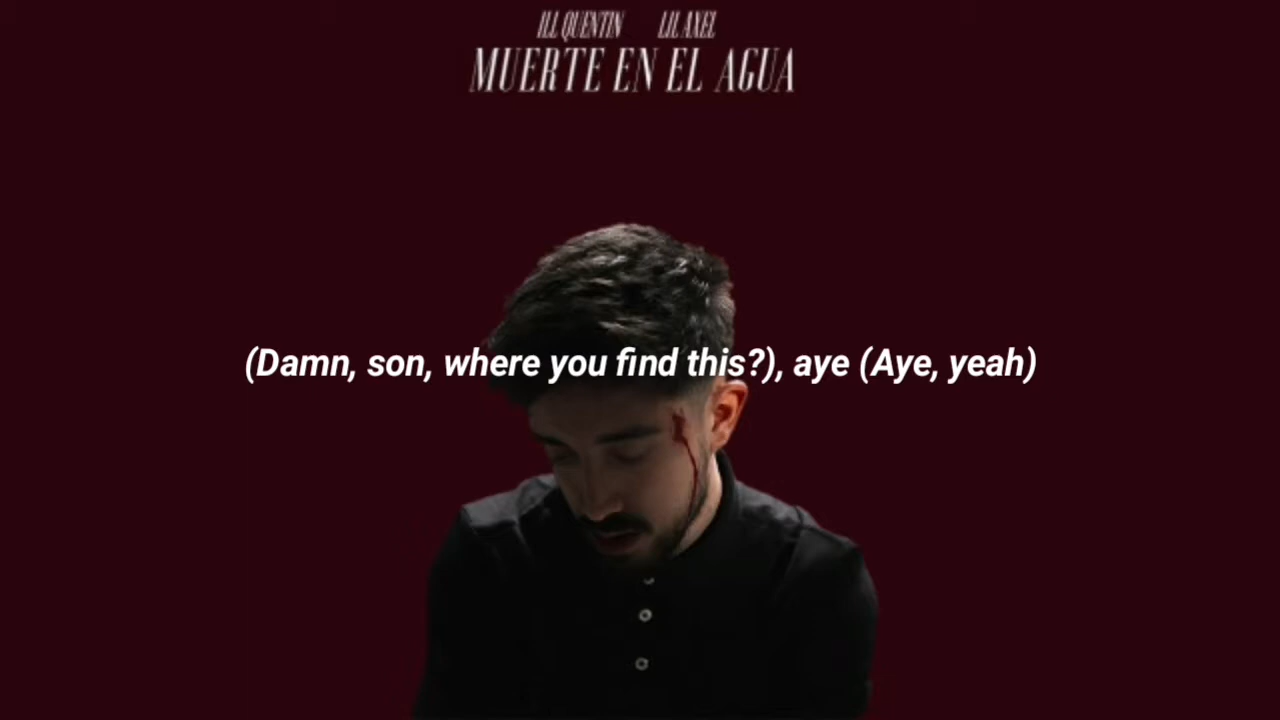 ILL QUENTIN LIL AXEL
MUERTE EN EL AGUA
(Damn, son, where you find this?), aye (Aye, yeah)